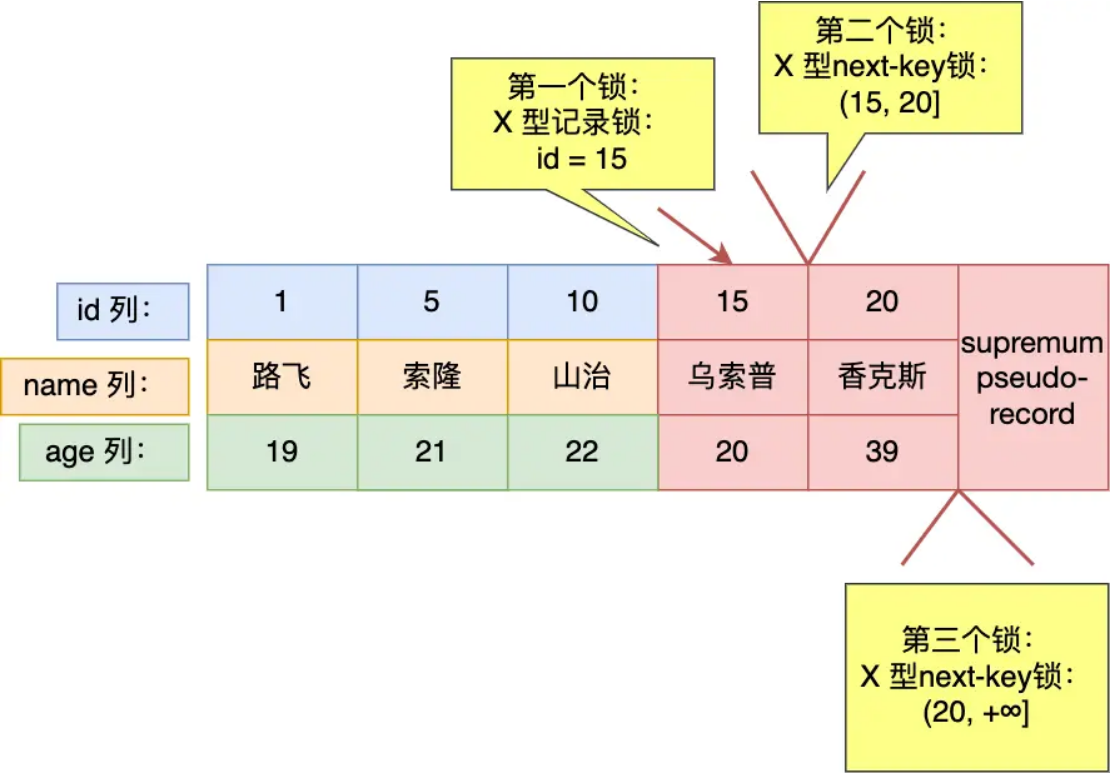 第二个锁：
X 型next-key锁：
(15, 20]
第一个锁：
X 型记录锁：
id = 15
id 列： 1 5 10 15 20
name 列： 路飞 索隆 山治 乌索普 香克斯
age 列： 19 21 22 20 39
supremum
pseudo-
record
第三个锁：
X 型next-key锁：
(20, +∞]